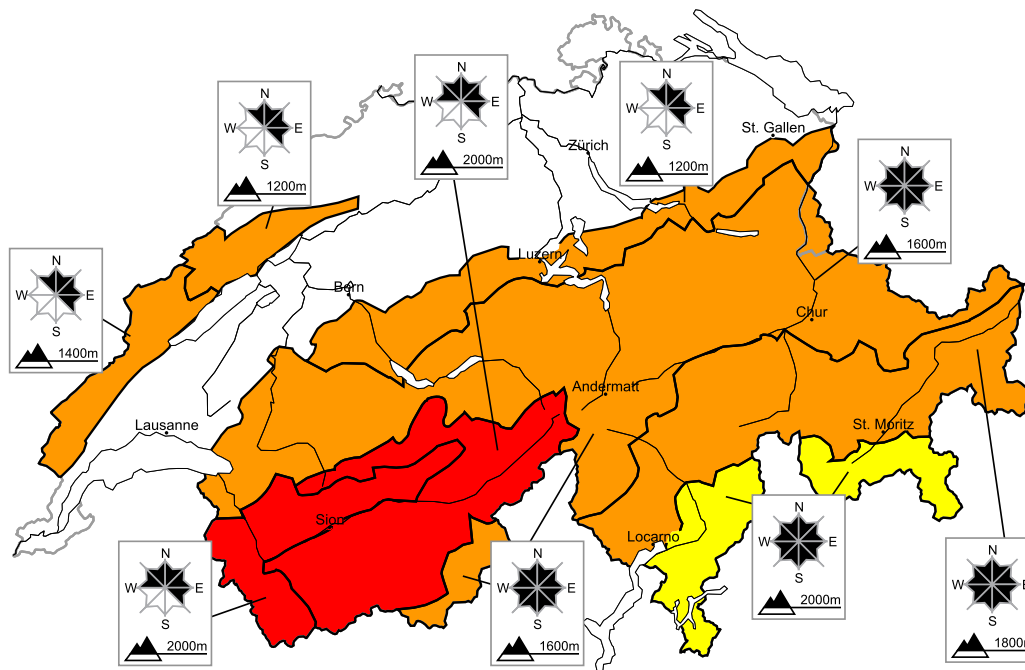 N
W E
S
2000m
N
W E
S
1200m
N
W E
S
1200m
St. Gallen
Zürich
N
W E
S
1600m
N
W E
S
1400m
Luzern
Bern
Chur
Andermatt
Lausanne
St. Moritz
Sion
Locarno
N
W E
S
2000m
N
W E
S
1600m
N
W E
S
2000m
N
W E
S
1800m